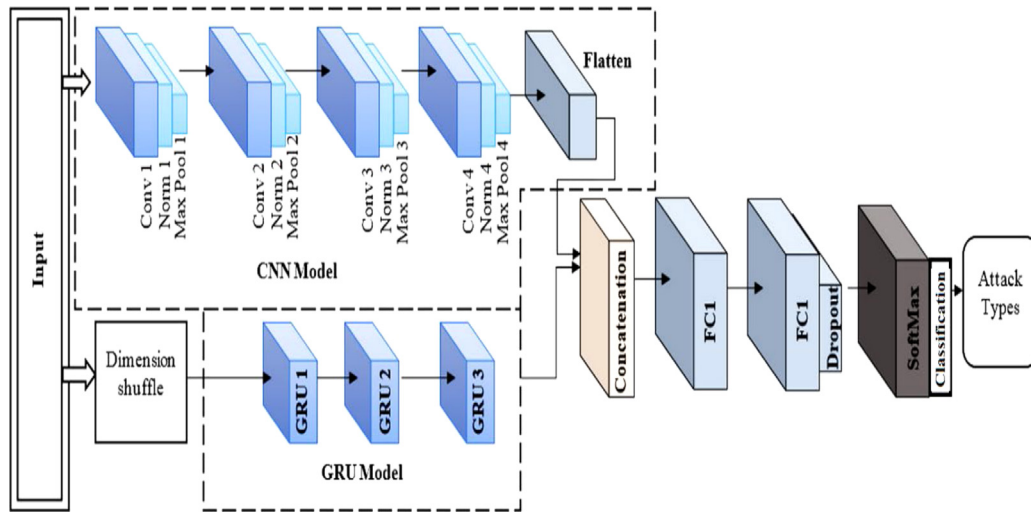 Input
Conv 1
Norm 1
Max Pool 1
Conv 2
Norm 2
Max Pool 2
Conv 3
Norm 3
Max Pool 3
Conv 4
Norm 4
Max Pool 4
Flatten
CNN Model
Dimension
shuffle
GRU 1
GRU 2
GRU 3
GRU Model
Concatenation
FC1
FC1
Dropout
SoftMax
Classification
Attack
Types